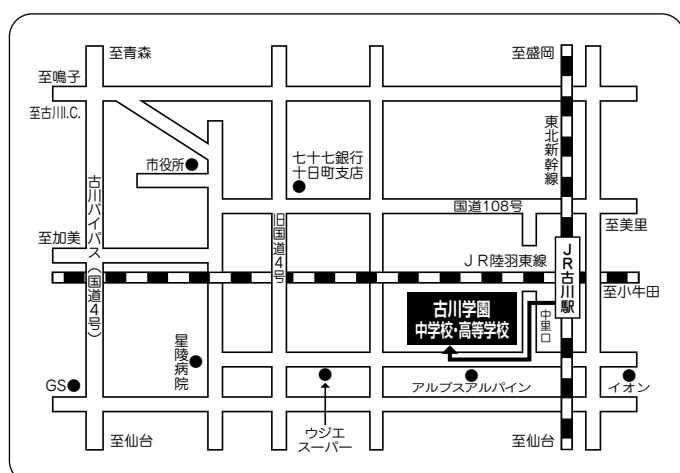 至青森
至盛岡
至鳴子
至古川I.C.
東北新幹線
市役所
七十七銀行
十日町支店
古川バイパス（国道4号）
国道108号
旧国道4号
至美里
至加美
JR陸羽東線
JR古川駅
至小牛田
古川学園
中学校・高等学校
中里口
星陵病院
GS
アルプスアルパイン
イオン
ウジエ
スーパー
至仙台
至仙台